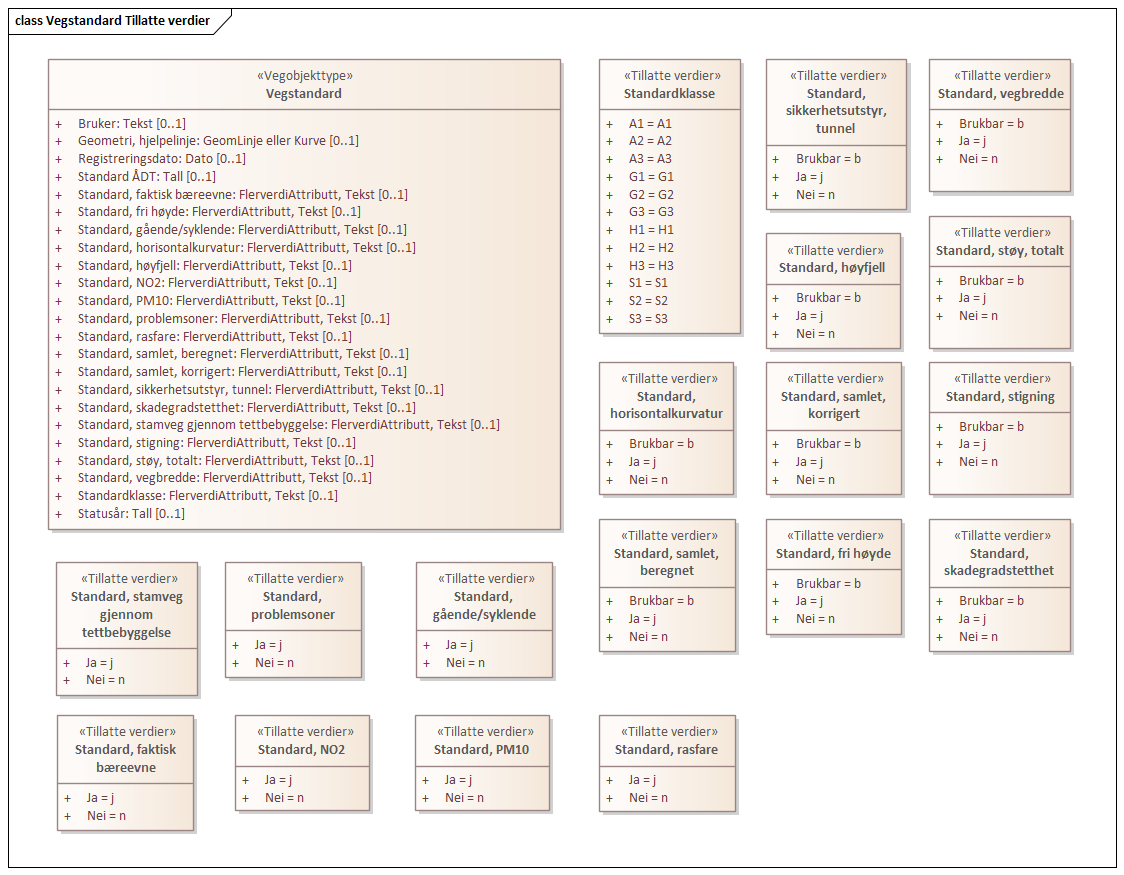 class Vegstandard Tillatte verdier
«Vegobjekttype»
Vegstandard
+ Bruker: Tekst [0..1]
+ Geometri, hjelpelinje: GeomLinje eller Kurve [0..1]
+ Registreringsdato: Dato [0..1]
+ Standard ÅDT: Tall [0..1]
+ Standard, faktisk bæreevne: FlerverdiAttributt, Tekst [0..1]
+ Standard, fri høyde: FlerverdiAttributt, Tekst [0..1]
+ Standard, gående/syklende: FlerverdiAttributt, Tekst [0..1]
+ Standard, horisontalkurvatur: FlerverdiAttributt, Tekst [0..1]
+ Standard, høyfjell: FlerverdiAttributt, Tekst [0..1]
+ Standard, NO2: FlerverdiAttributt, Tekst [0..1]
+ Standard, PM10: FlerverdiAttributt, Tekst [0..1]
+ Standard, problemsoner: FlerverdiAttributt, Tekst [0..1]
+ Standard, rasfare: FlerverdiAttributt, Tekst [0..1]
+ Standard, samlet, beregnet: FlerverdiAttributt, Tekst [0..1]
+ Standard, samlet, korrigert: FlerverdiAttributt, Tekst [0..1]
+ Standard, sikkerhetsutstyr, tunnel: FlerverdiAttributt, Tekst [0..1]
+ Standard, skadegradstetthet: FlerverdiAttributt, Tekst [0..1]
+ Standard, stamveg gjennom tettbebyggelse: FlerverdiAttributt, Tekst [0..1]
+ Standard, stigning: FlerverdiAttributt, Tekst [0..1]
+ Standard, støy, totalt: FlerverdiAttributt, Tekst [0..1]
+ Standard, vegbredde: FlerverdiAttributt, Tekst [0..1]
+ Standardklasse: FlerverdiAttributt, Tekst [0..1]
+ Statusår: Tall [0..1]
«Tillatte verdier»
Standardklasse
+ A1 = A1
+ A2 = A2
+ A3 = A3
+ G1 = G1
+ G2 = G2
+ G3 = G3
+ H1 = H1
+ H2 = H2
+ H3 = H3
+ S1 = S1
+ S2 = S2
+ S3 = S3
«Tillatte verdier»
Standard,
sikkerhetsutstyr,
tunnel
+ Brukbar = b
+ Ja = j
+ Nei = n
«Tillatte verdier»
Standard, vegbredde
+ Brukbar = b
+ Ja = j
+ Nei = n
«Tillatte verdier»
Standard, høyfjell
+ Brukbar = b
+ Ja = j
+ Nei = n
«Tillatte verdier»
Standard, støy, totalt
+ Brukbar = b
+ Ja = j
+ Nei = n
«Tillatte verdier»
Standard,
horisontalkurvatur
+ Brukbar = b
+ Ja = j
+ Nei = n
«Tillatte verdier»
Standard, samlet,
korrigert
+ Brukbar = b
+ Ja = j
+ Nei = n
«Tillatte verdier»
Standard, stigning
+ Brukbar = b
+ Ja = j
+ Nei = n
«Tillatte verdier»
Standard, samlet,
beregnet
+ Brukbar = b
+ Ja = j
+ Nei = n
«Tillatte verdier»
Standard, fri høyde
+ Brukbar = b
+ Ja = j
+ Nei = n
«Tillatte verdier»
Standard,
skadegradstetthet
+ Brukbar = b
+ Ja = j
+ Nei = n
«Tillatte verdier»
Standard, stamveg
gjennom
tettbebyggelse
+ Ja = j
+ Nei = n
«Tillatte verdier»
Standard,
problemsoner
+ Ja = j
+ Nei = n
«Tillatte verdier»
Standard,
gående/syklende
+ Ja = j
+ Nei = n
«Tillatte verdier»
Standard, faktisk
bæreevne
+ Ja = j
+ Nei = n
«Tillatte verdier»
Standard, NO2
+ Ja = j
+ Nei = n
«Tillatte verdier»
Standard, PM10
+ Ja = j
+ Nei = n
«Tillatte verdier»
Standard, rasfare
+ Ja = j
+ Nei = n